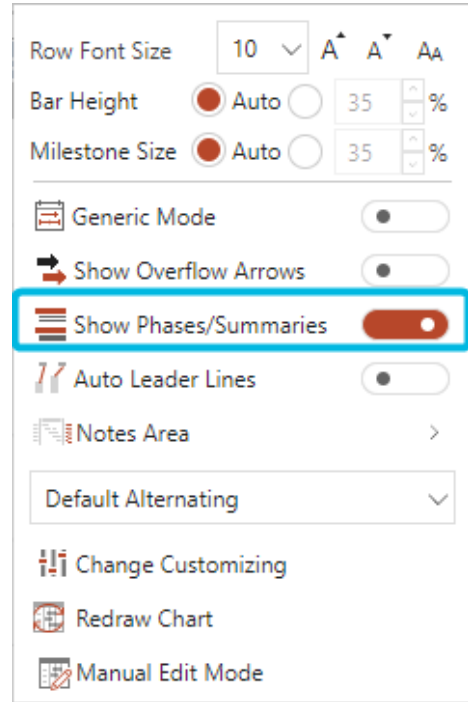 Row Font Size 10 A A AA
Bar Height Auto 35 %
Milestone Size Auto 35 %
Generic Mode
Show Overflow Arrows
Show Phases/Summaries
Auto Leader Lines
Notes Area
Default Alternating
Change Customizing
Redraw Chart
Manual Edit Mode